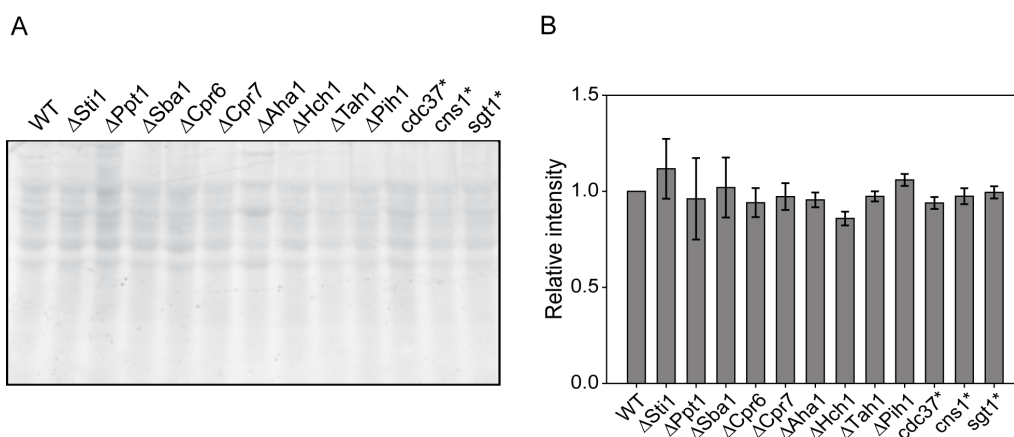 A
WT ΔSti1 ΔPpt1 ΔSba1 ΔCpr6 ΔCpr7 ΔAha1 ΔHch1 ΔTah1 ΔPih1 cdc37* cns1* sgt1*
B
Relative intensity
1.5
1.0
0.5
0.0
WT ΔSti1 ΔPpt1 ΔSba1 ΔCpr6 ΔCpr7 ΔAha1 ΔHch1 ΔTah1 ΔPih1 cdc37* cns1* sgt1*